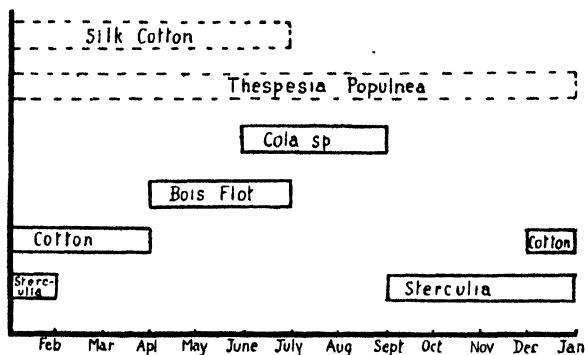 Silk Cotton
Thespesia Populnea
Cola sp
Bois Flot
Cotton
Cotton
Sterc-
ulia
Sterculia
Feb Mar Apl May June July Aug Sept Oct Nov Dec Jan